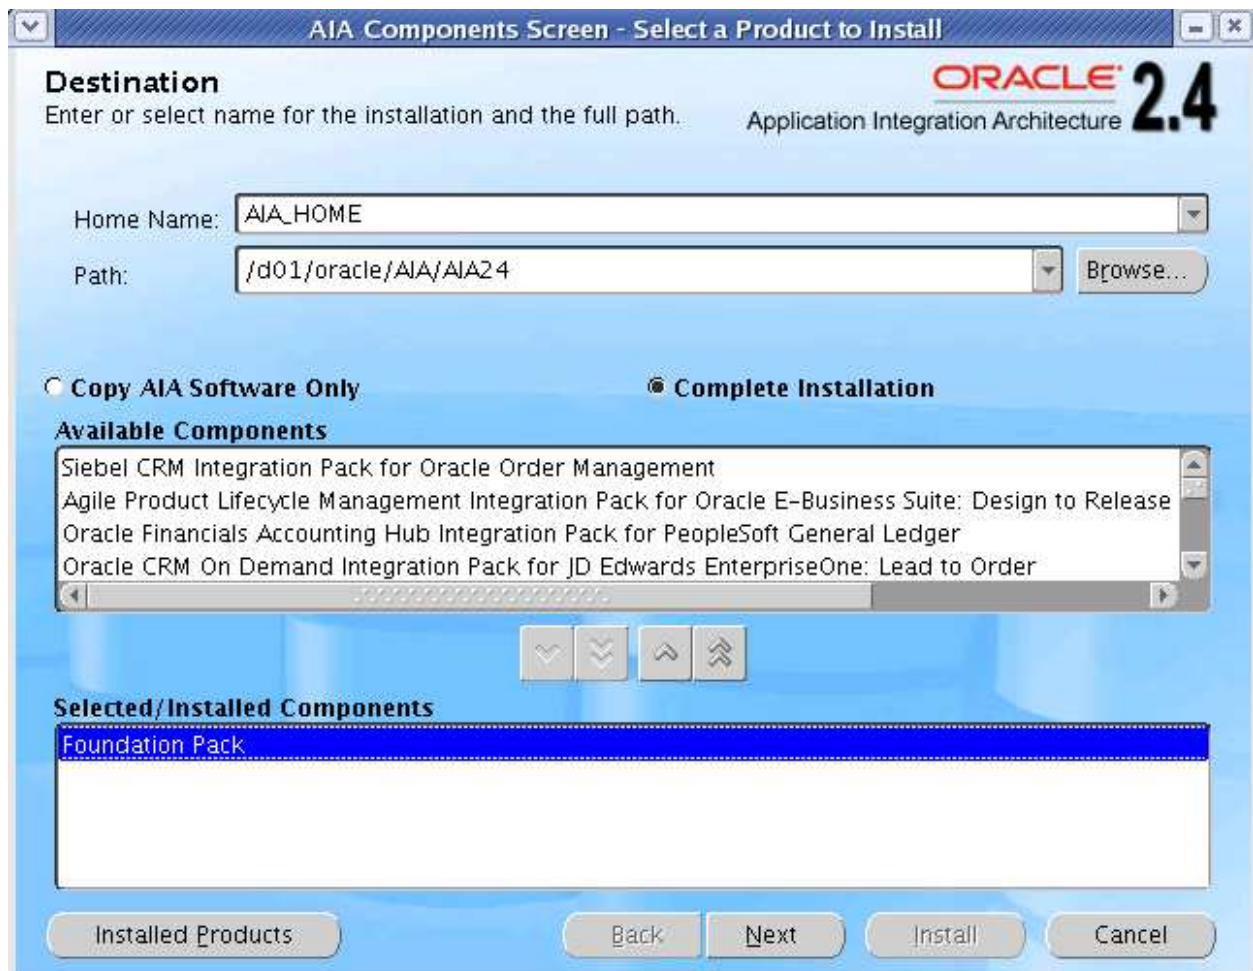 AIA Components Screen - Select a Product to Install
Destination
Enter or select name for the installation and the full path.
ORACLE
Application Integration Architecture
2.4
Home Name: AIA_HOME
Path: /d01/oracle/AIA/AIA24 Browse...
Copy AIA Software Only Complete Installation
Available Components
Siebel CRM Integration Pack for Oracle Order Management
Agile Product Lifecycle Management Integration Pack for Oracle E-Business Suite: Design to Release
Oracle Financials Accounting Hub Integration Pack for PeopleSoft General Ledger
Oracle CRM On Demand Integration Pack for JD Edwards EnterpriseOne: Lead to Order
Selected/Installed Components
Foundation Pack
Installed Products Back Next Install Cancel